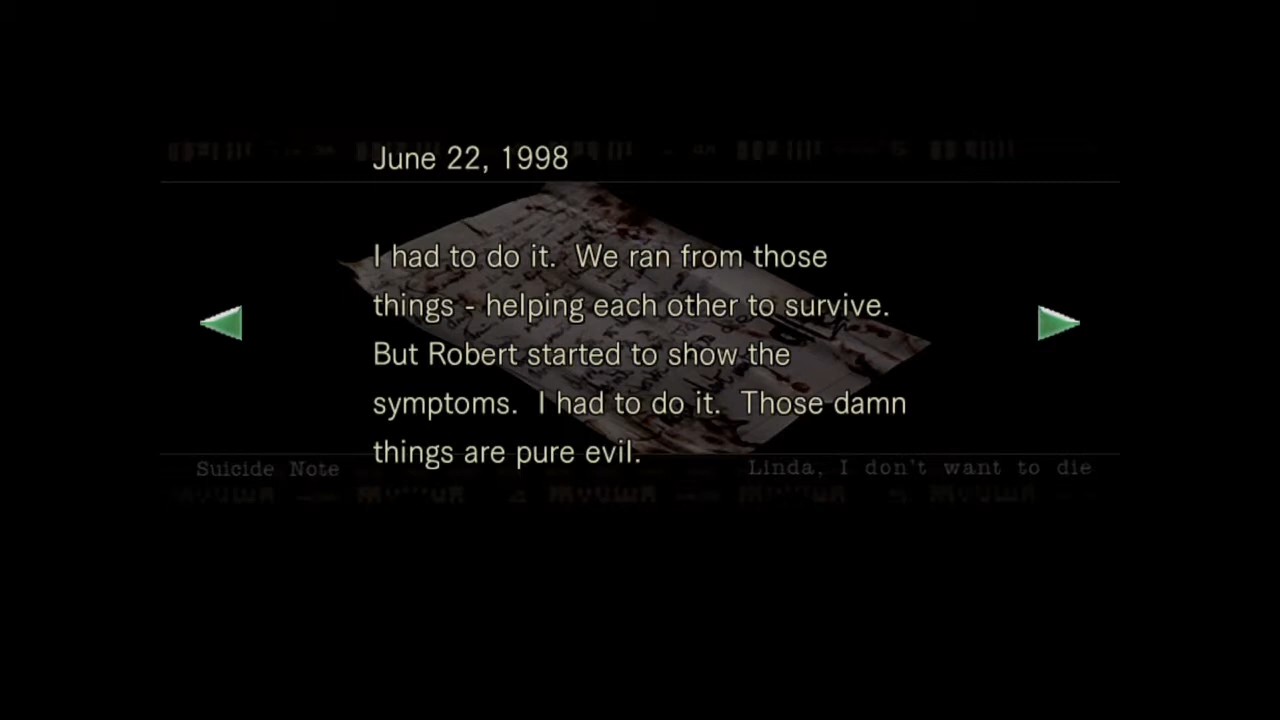 June 22, 1998
I had to do it.  We ran from those
things - helping each other to survive.
But Robert started to show the
symptoms.  I had to do it.  Those damn
things are pure evil.
Suicide Note
Linda, I don't want to die